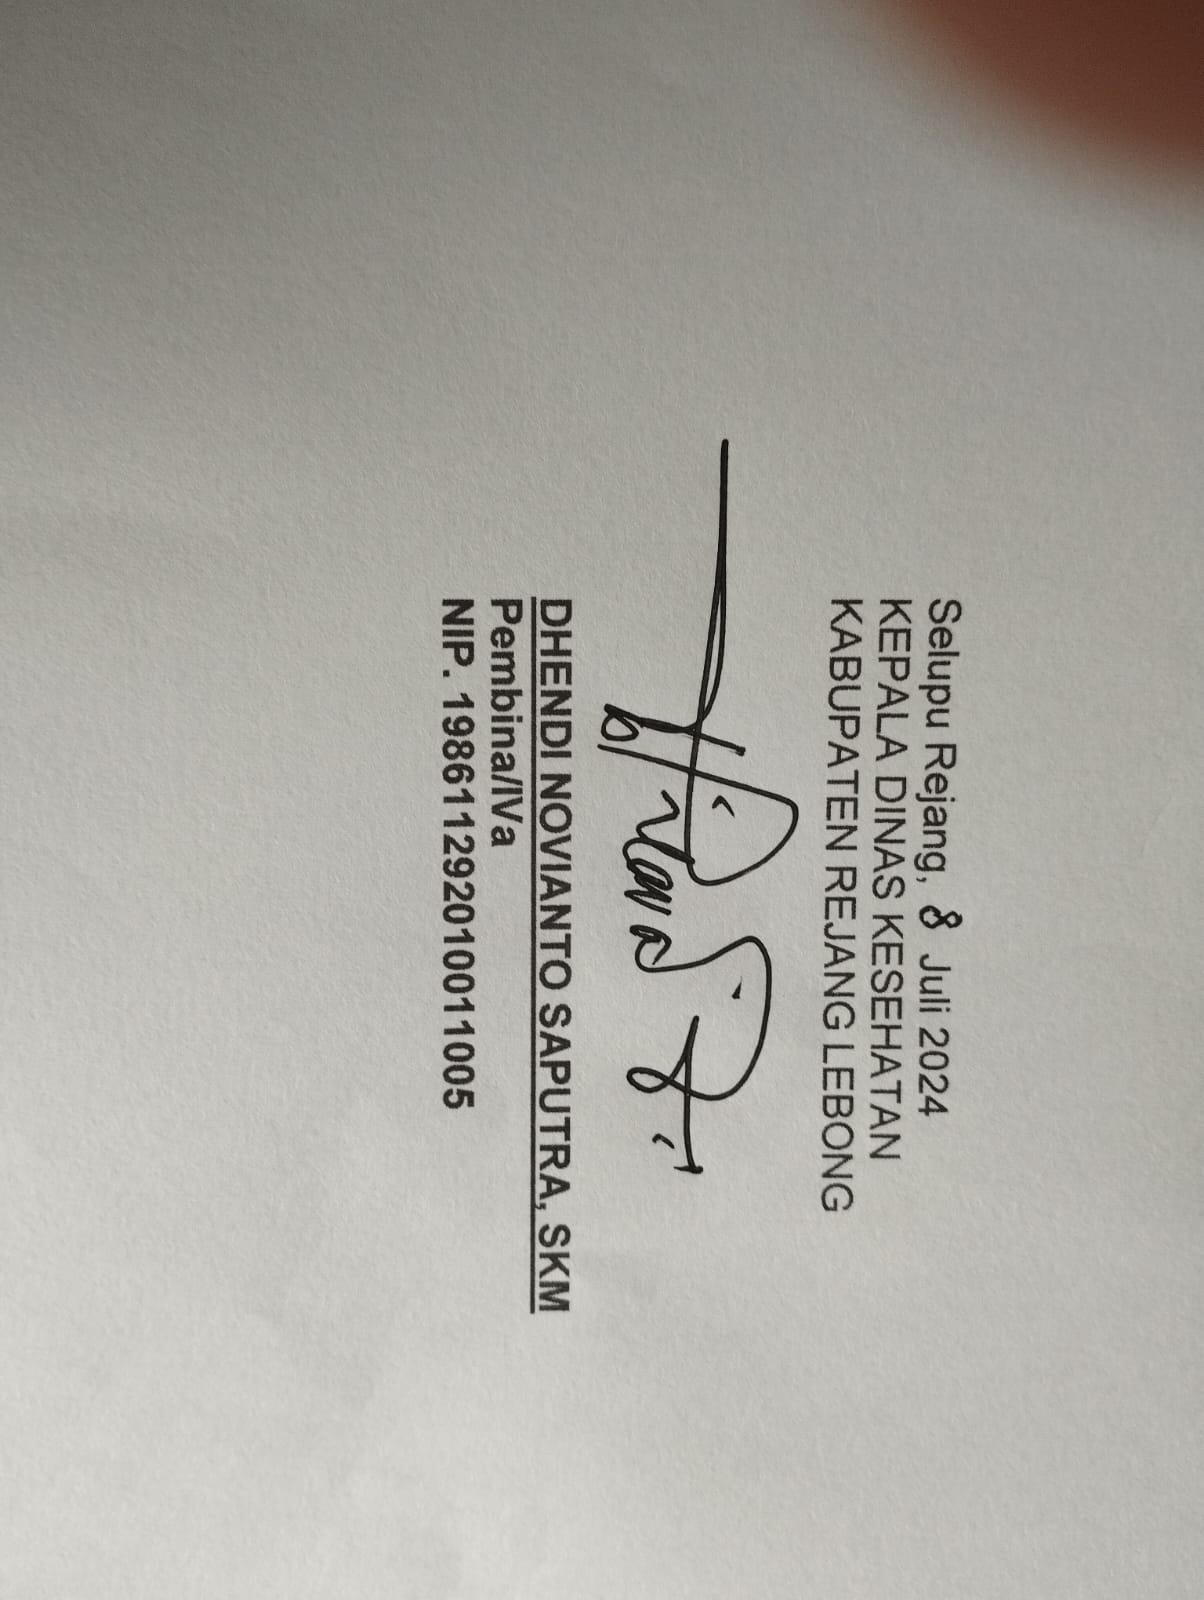 Selupu Rejang, 8 Juli 2024
KEPALA DINAS KESEHATAN
KABUPATEN REJANG LEBONG
DHENDI NOVIANTO SAPUTRA, SKM
Pembina/IVa
NIP. 198611292010011005